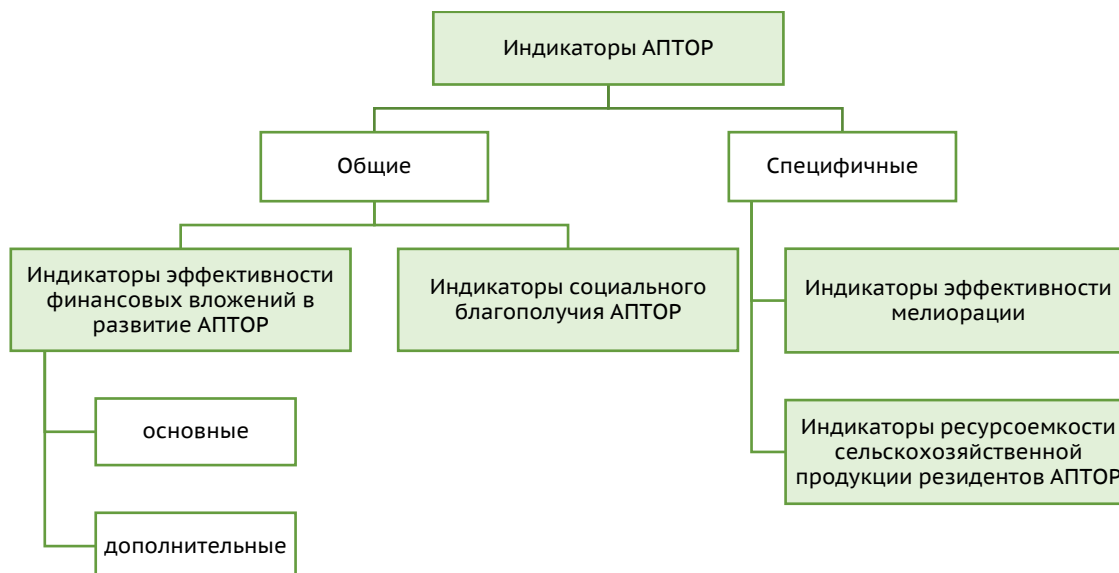 Индикаторы АПТОР
Общие
Специфичные
Индикаторы эффективности
финансовых вложений в
развитие АПТОР
Индикаторы социального
благополучия АПТОР
Индикаторы эффективности
мелиорации
основные
Индикаторы ресурсоемкости
сельскохозяйственной
продукции резидентов АПТОР
дополнительные